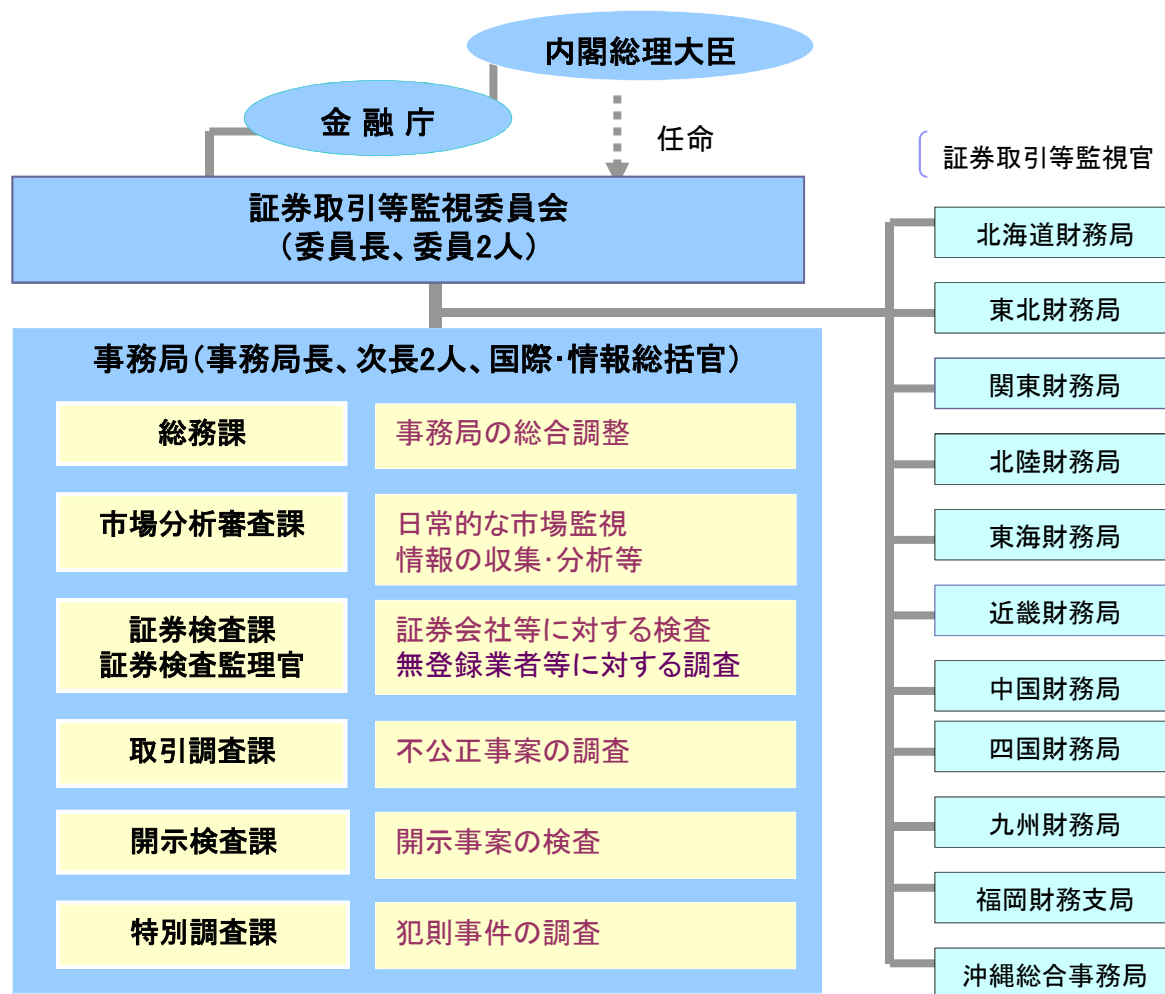 内閣総理大臣
金 融 庁
任命
証券取引等監視委員会
(委員長、委員2人)
事務局(事務局長、次長2人、国際・情報総括官)
総務課
事務局の総合調整
市場分析審査課
日常的な市場監視
情報の収集・分析等
証券検査課
証券検査監理官
証券会社等に対する検査
無登録業者等に対する調査
取引調査課
不公正事案の調査
開示検査課
開示事案の検査
特別調査課
犯則事件の調査
証券取引等監視官
北海道財務局
東北財務局
関東財務局
北陸財務局
東海財務局
近畿財務局
中国財務局
四国財務局
九州財務局
福岡財務支局
沖縄総合事務局